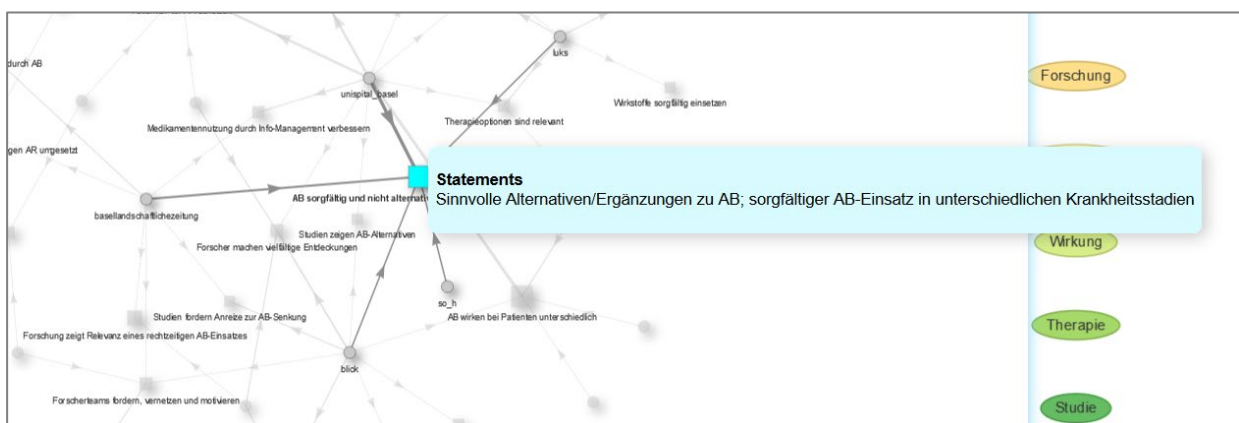 luks
durch AB
Forschung
unispital_basel
Wirkstoffe sorgfältig einsetzen
Medikamentennutzung durch Info-Management verbessern
Therapieoptionen sind relevant
gen AR umgesetzt
Statements
Sinnvolle Alternativen/Ergänzungen zu AB; sorgfältiger AB-Einsatz in unterschiedlichen Krankheitsstadien
AB sorgfältig und nicht
basellandschaftlichezeitung
Studien zeigen AB-Alternativen
Forscher machen vielfältige Entdeckungen
Wirkung
so_h
Studien fordern Anreize zur AB-Senkung
AB wirken bei Patienten unterschiedlich
Forschung zeigt Relevanz eines rechtzeitigen AB-Einsatzes
Therapie
blick
Forscherteams fordern, vernetzen und motivieren
Studie